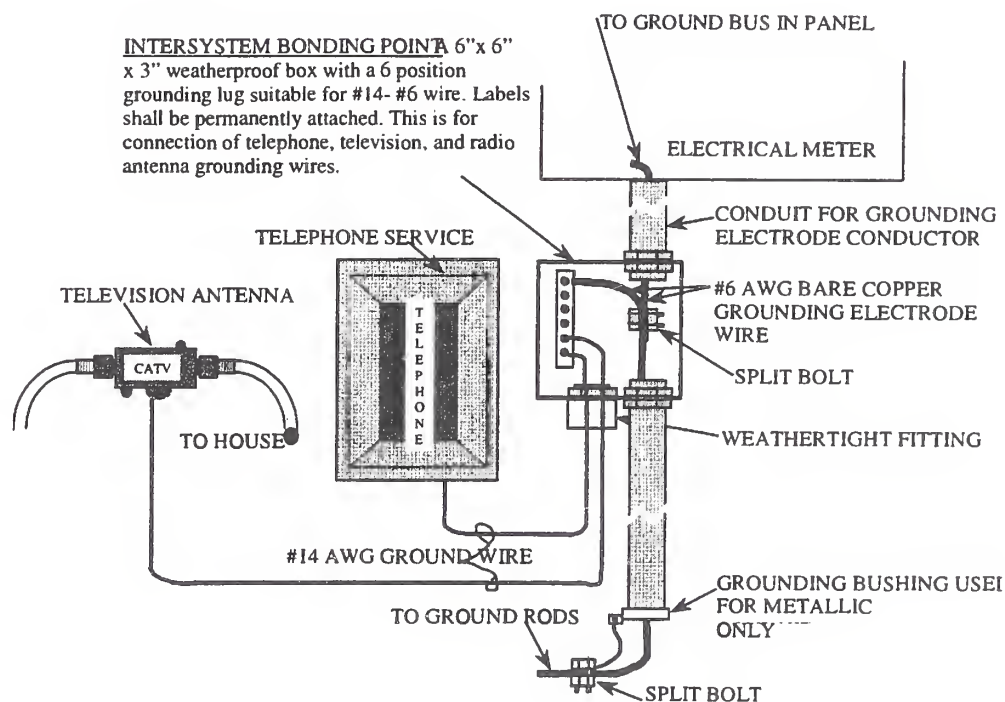 TO GROUND BUS IN PANEL
INTERSYSTEM BONDING POINT A 6"x 6"
x 3" weatherproof box with a 6 position
grounding lug suitable for #14- #6 wire. Labels
shall be permanently attached. This is for
connection of telephone, television, and radio
antenna grounding wires.
ELECTRICAL METER
CONDUIT FOR GROUNDING
ELECTRODE CONDUCTOR
TELEPHONE SERVICE
#6 AWG BARE COPPER
GROUNDING ELECTRODE
WIRE
TELEVISION ANTENNA
CATV
TELEPHONE
SPLIT BOLT
TO HOUSE
WEATHERTIGHT FITTING
#14 AWG GROUND WIRE
GROUNDING BUSHING USED
FOR METALLIC
ONLY
TO GROUND RODS
SPLIT BOLT